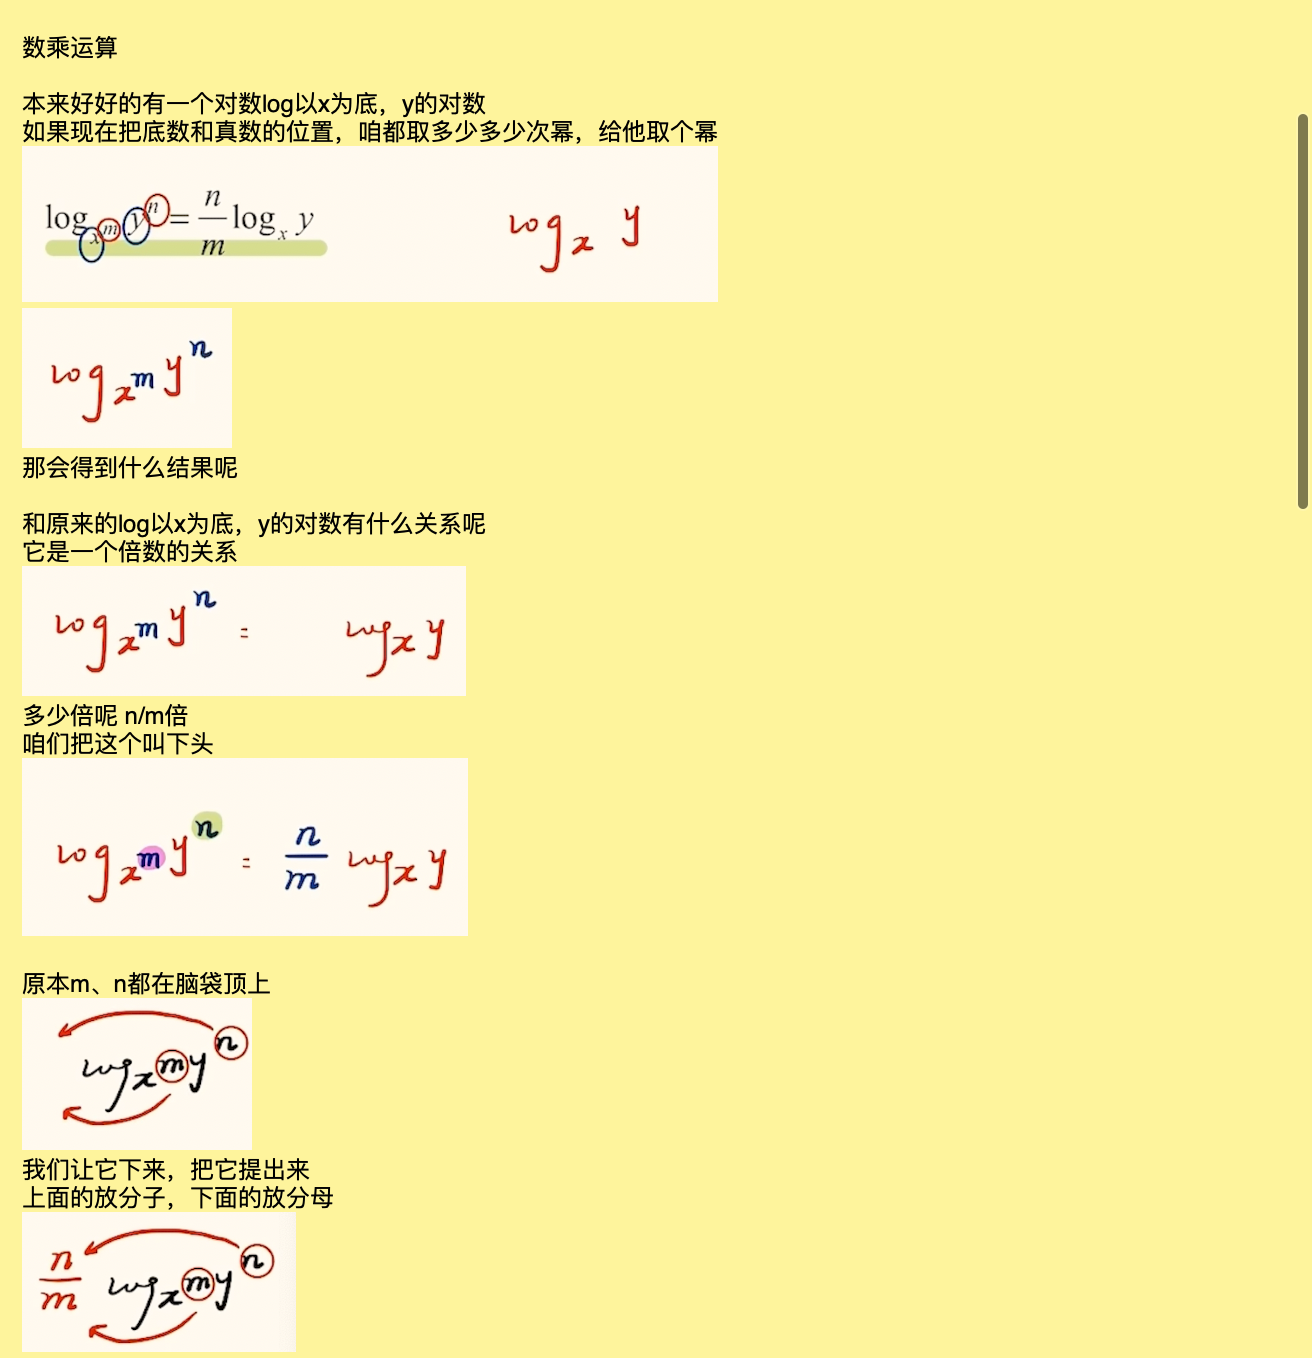 数乘运算
本来好好的有一个对数log以x为底，y的对数
如果现在把底数和真数的位置，咱都取多少多少次幂，给他取个幂
log_{x^m} y^n = \frac{n}{m} log_x y    log_x y
log_{x^m} y^n
那会得到什么结果呢
和原来的log以x为底，y的对数有什么关系呢
它是一个倍数的关系
log_{x^m} y^n = log_x y
多少倍呢 n/m倍
咱们把这个叫下头
log_{x^m} y^n = \frac{n}{m} log_x y
原本m、n都在脑袋顶上
log_{x^m} y^n
我们让它下来，把它提出来
上面的放分子，下面的放分母
\frac{n}{m} log_{x^m} y^n